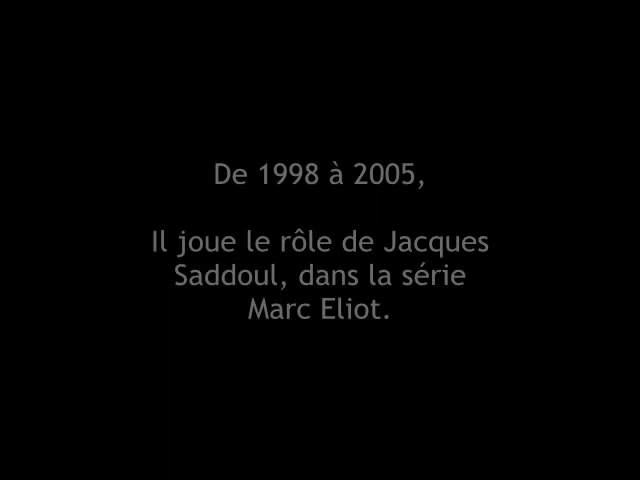 De 1998 à 2005,
Il joue le rôle de Jacques
Saddoul, dans la série
Marc Eliot.